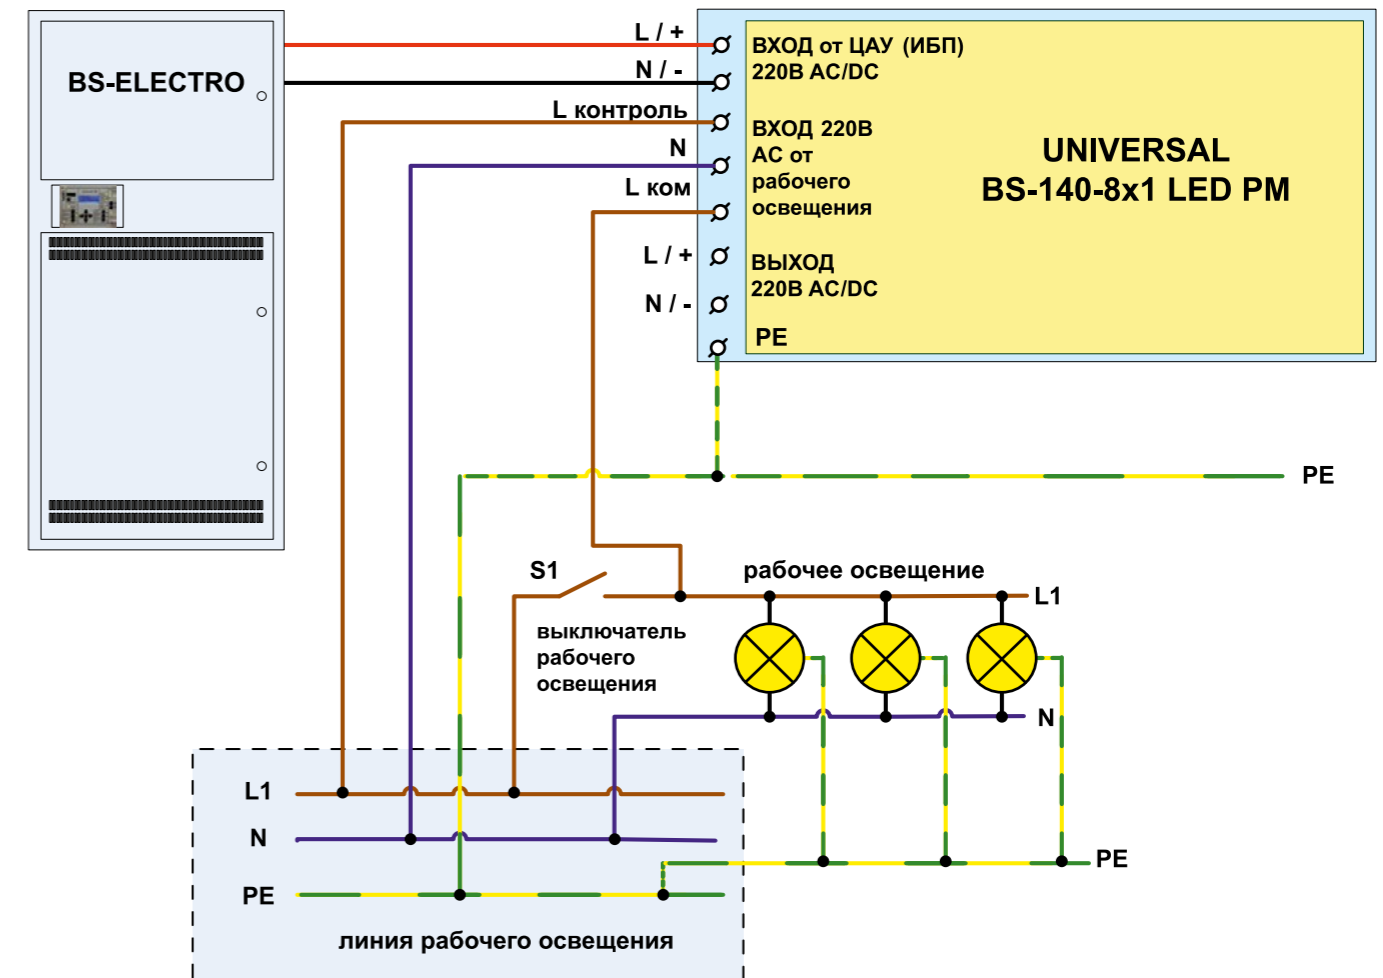 BS-ELECTRO
L / +
N / -
L контроль
N
L ком
L / +
N / -
ВХОД от ЦАУ (ИБП)
220В AC/DC
ВХОД 220В
АС от
рабочего
освещения
ВЫХОД
220В AC/DC
PE
UNIVERSAL
BS-140-8x1 LED PM
PE
S1
рабочее освещение
L1
выключатель
рабочего
освещения
N
L1
N
PE
PE
линия рабочего освещения